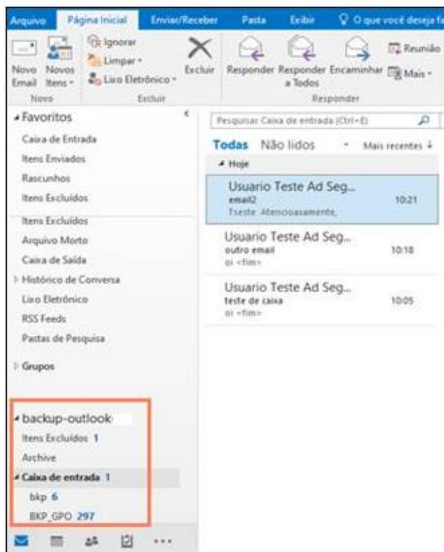 Arquivo Página Inicial Enviar/Receber Pasta Exibir O que você deseja fa
Novo Email
Novos Itens
Ignorar
Limpar
Lixo Eletrônico
Excluir
Responder
Responder a Todos
Encaminhar
Reunião
Mais
Novo Excluir Responder
Favoritos
Caixa de Entrada
Itens Enviados
Rascunhos
Itens Excluídos
Itens Excluídos
Arquivo Morto
Caixa de Saída
Histórico de Conversa
Lixo Eletrônico
RSS Feeds
Pastas de Pesquisa
Grupos
backup-outlook
Itens Excluídos 1
Archive
Caixa de entrada 1
bkp 6
BKP_GPO 297
Pesquisar Caixa de entrada (Ctrl+E)
Todas Não lidos Mais recentes ↓
Hoje
Usuario Teste Ad Seg...
email2 10:21
Tseste Atenciosamente,
Usuario Teste Ad Seg...
outro email 10:18
oi <fim>
Usuario Teste Ad Seg...
teste de caixa 10:05
oi <fim>